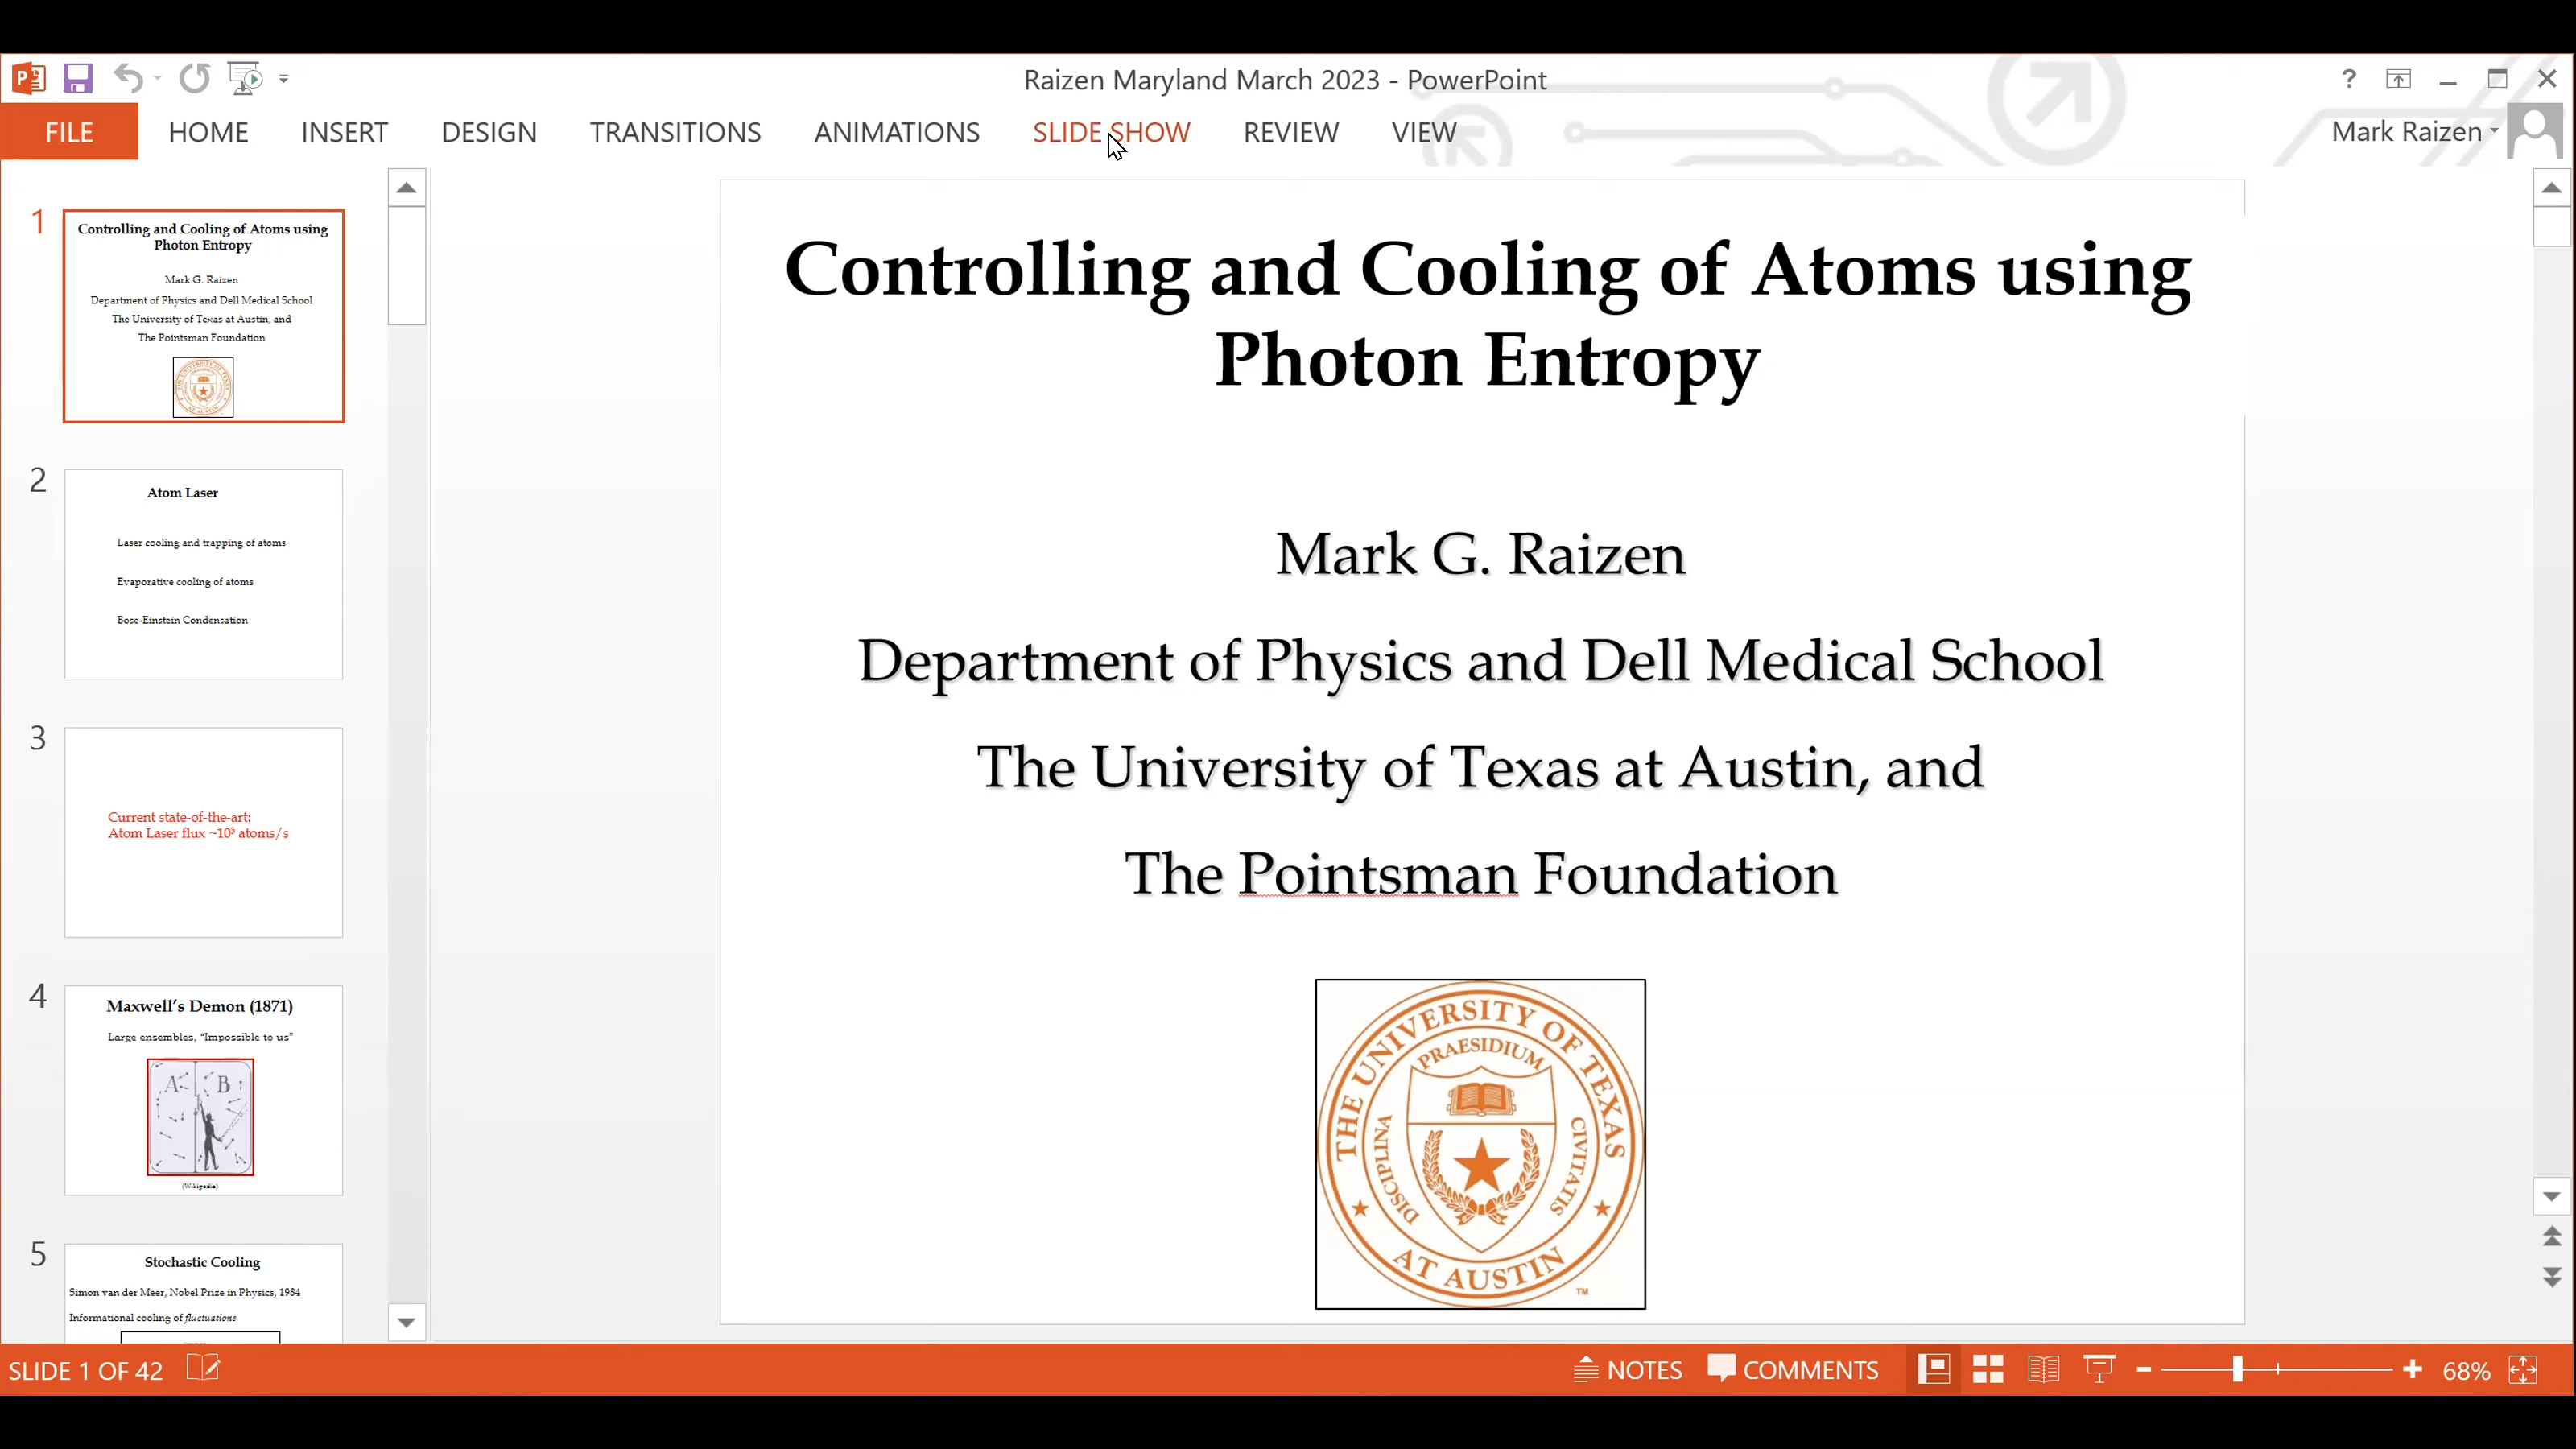 Raizen Maryland March 2023 - PowerPoint
?
FILE HOME INSERT DESIGN TRANSITIONS ANIMATIONS SLIDE SHOW REVIEW VIEW
Mark Raizen
1
Controlling and Cooling of Atoms using
Photon Entropy
Mark G. Raizen
Department of Physics and Dell Medical School
The University of Texas at Austin, and
The Pointsman Foundation
THE UNIVERSITY OF TEXAS
AT AUSTIN
2
Atom Laser
Laser cooling and trapping of atoms
Evaporative cooling of atoms
Bose-Einstein Condensation
3
Current state-of-the-art:
Atom Laser flux ~10⁵ atoms/s
4
Maxwell's Demon (1871)
Large ensembles, "Impossible to us"
A B
(Wikipedia)
5
Stochastic Cooling
Simon van der Meer, Nobel Prize in Physics, 1984
Informational cooling of fluctuations
Controlling and Cooling of Atoms using
Photon Entropy
Mark G. Raizen
Department of Physics and Dell Medical School
The University of Texas at Austin, and
The Pointsman Foundation
THE UNIVERSITY OF TEXAS
PRAESIDIUM
DISCIPLINA
CIVITATIS
AT AUSTIN
TM
SLIDE 1 OF 42
NOTES COMMENTS 68%